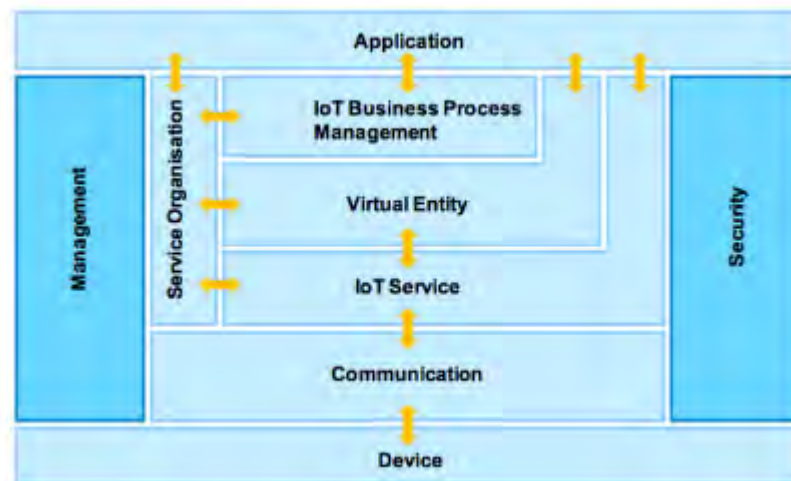 Application
Management
Service Organisation
IoT Business Process
Management
Virtual Entity
IoT Service
Security
Communication
Device